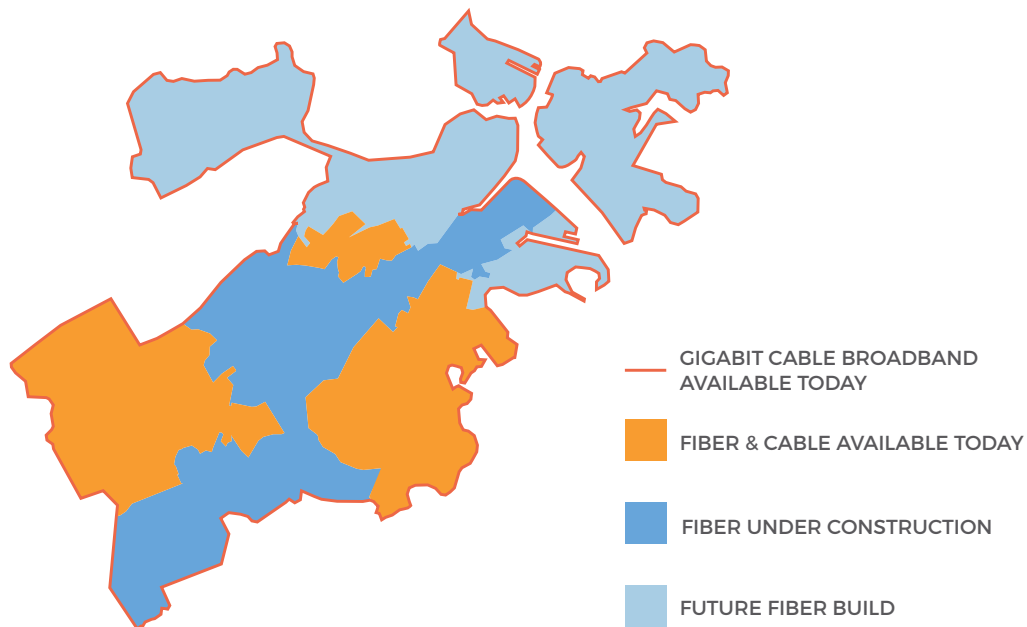 GIGABIT CABLE BROADBAND
AVAILABLE TODAY
FIBER & CABLE AVAILABLE TODAY
FIBER UNDER CONSTRUCTION
FUTURE FIBER BUILD